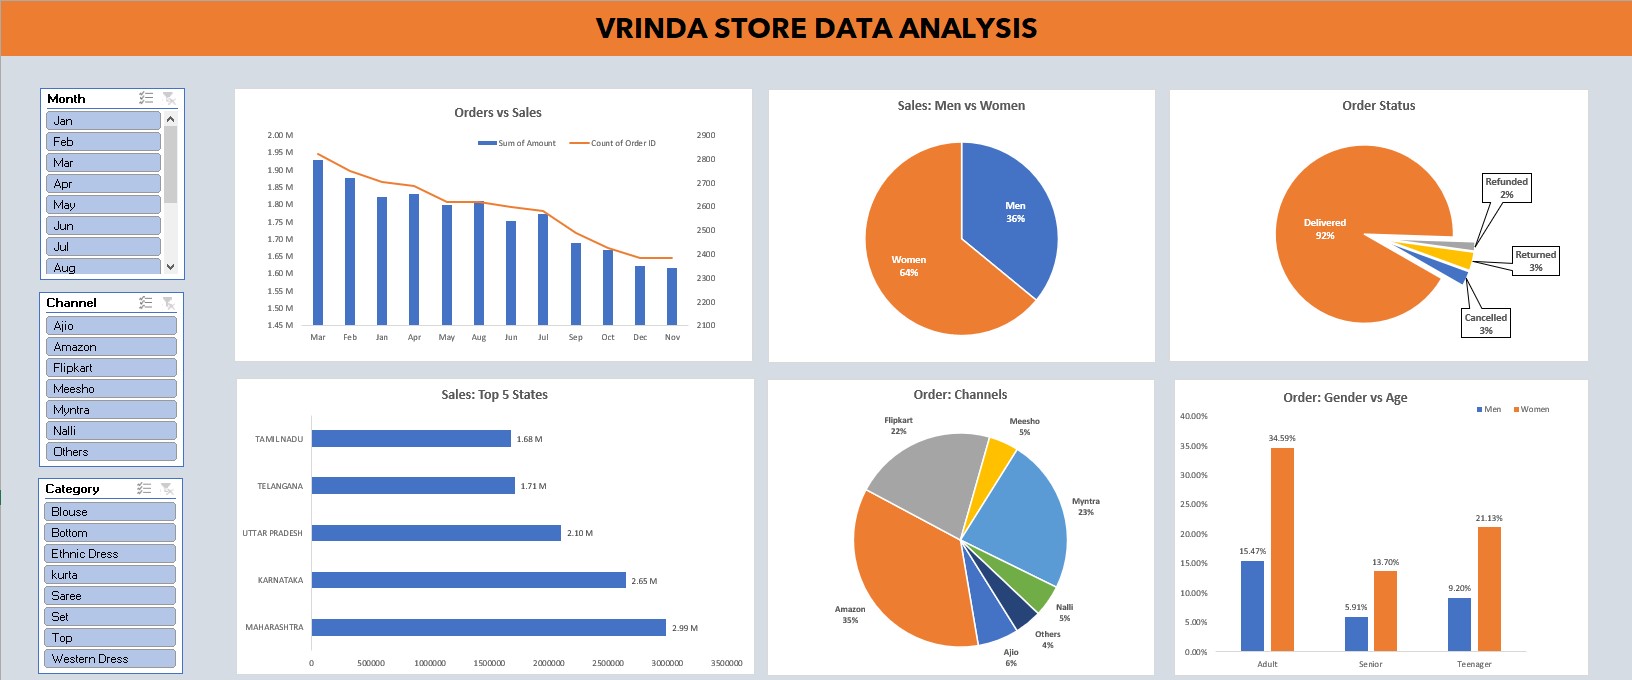 VRINDA STORE DATA ANALYSIS
Month
Jan
Feb
Mar
Apr
May
Jun
Jul
Aug
Channel
Ajio
Amazon
Flipkart
Meesho
Myntra
Nalli
Others
Category
Blouse
Bottom
Ethnic Dress
kurta
Saree
Set
Top
Western Dress
Orders vs Sales
Sum of Amount
Count of Order ID
2.00 M
1.95 M
1.90 M
1.85 M
1.80 M
1.75 M
1.70 M
1.65 M
1.60 M
1.55 M
1.50 M
1.45 M
2900
2800
2700
2600
2500
2400
2300
2200
2100
Mar Feb Jan Apr May Aug Jun Jul Sep Oct Dec Nov
Sales: Men vs Women
Men
36%
Women
64%
Order Status
Delivered
92%
Refunded
2%
Returned
3%
Cancelled
3%
Sales: Top 5 States
TAMIL NADU 1.68 M
TELANGANA 1.71 M
UTTAR PRADESH 2.10 M
KARNATAKA 2.65 M
MAHARASHTRA 2.99 M
0 500000 1000000 1500000 2000000 2500000 3000000 3500000
Order: Channels
Flipkart
22%
Meesho
5%
Myntra
23%
Nalli
5%
Others
4%
Ajio
6%
Amazon
35%
Order: Gender vs Age
Men
Women
40.00%
35.00%
30.00%
25.00%
20.00%
15.00%
10.00%
5.00%
0.00%
15.47%
34.59%
5.91%
13.70%
9.20%
21.13%
Adult Senior Teenager